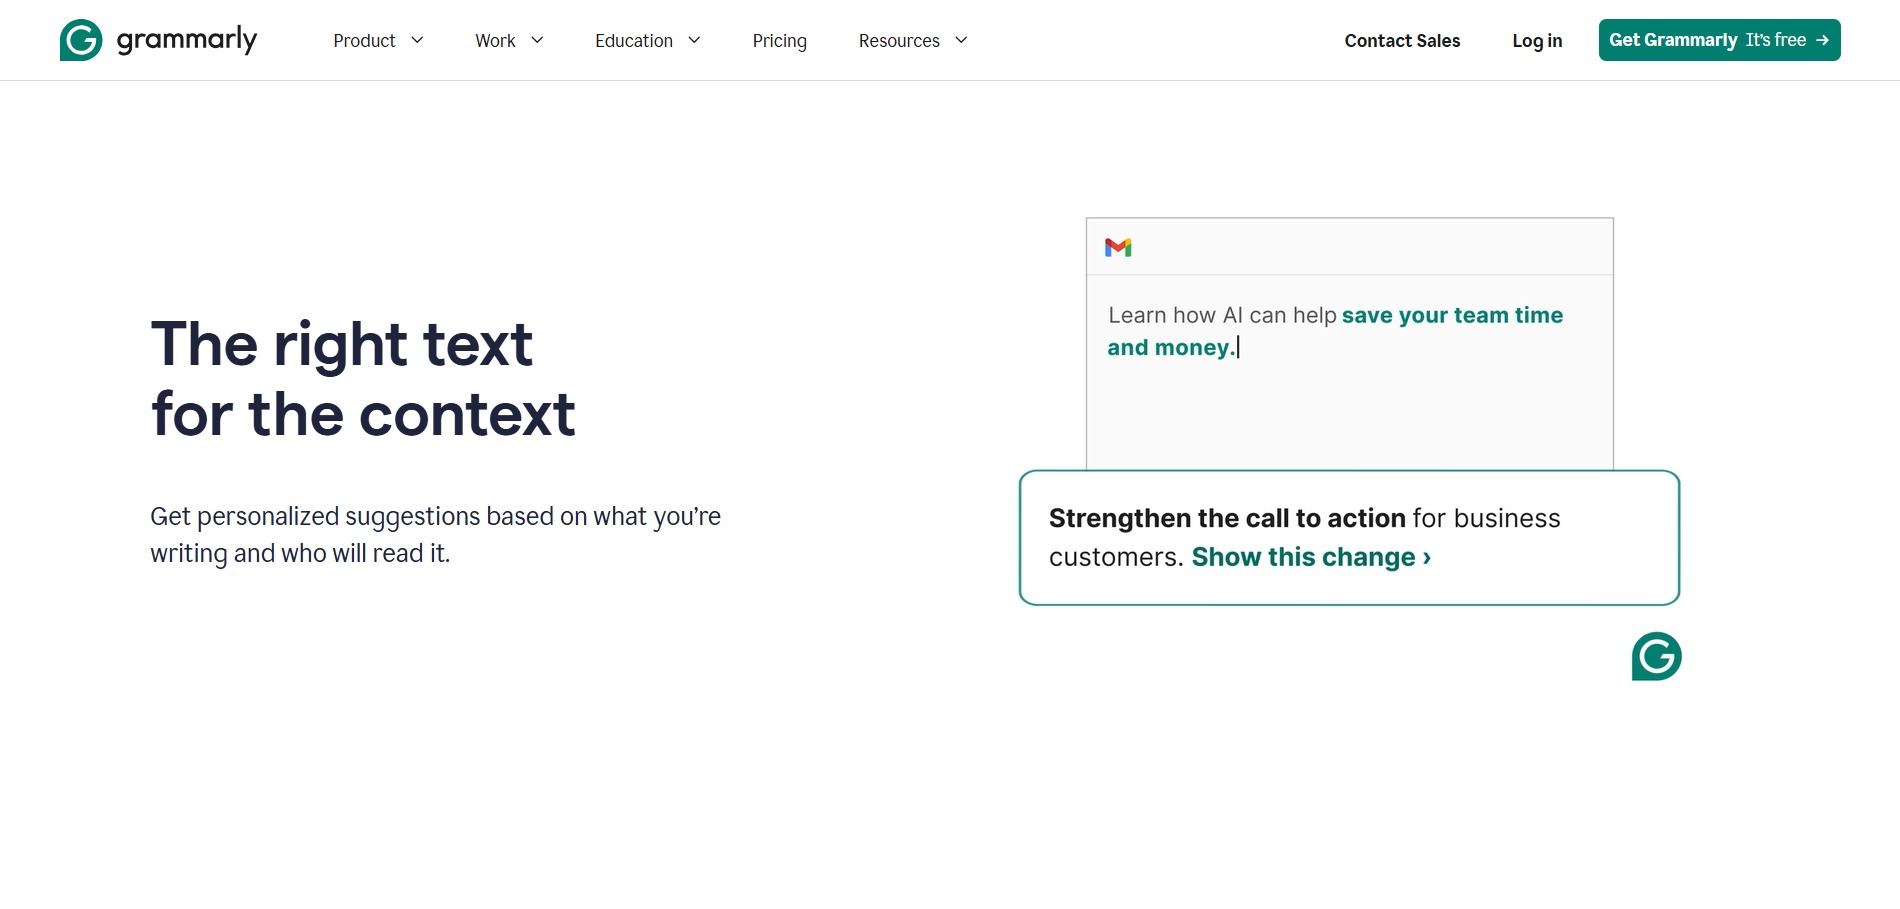 grammarly
Product
Work
Education
Pricing
Resources
Contact Sales
Log in
Get Grammarly It’s free →
The right text
for the context
Get personalized suggestions based on what you’re
writing and who will read it.
Learn how AI can help save your team time
and money.
Strengthen the call to action for business
customers. Show this change ›